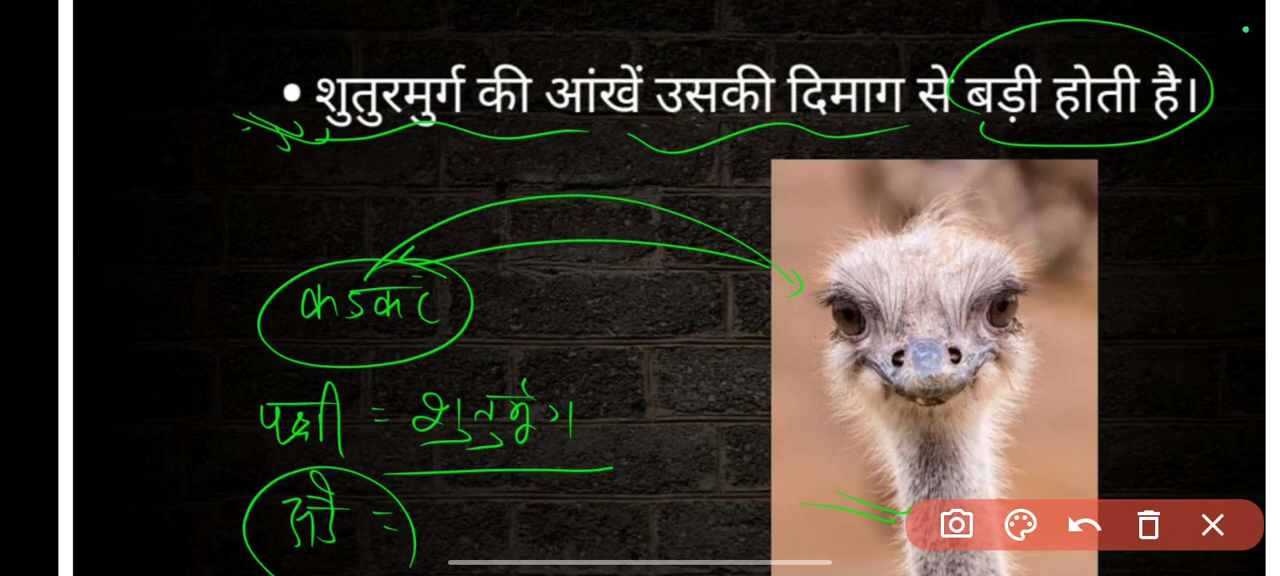 • शुतुरमुर्ग की आंखें उसकी दिमाग से बड़ी होती है।
पक्षी =
=